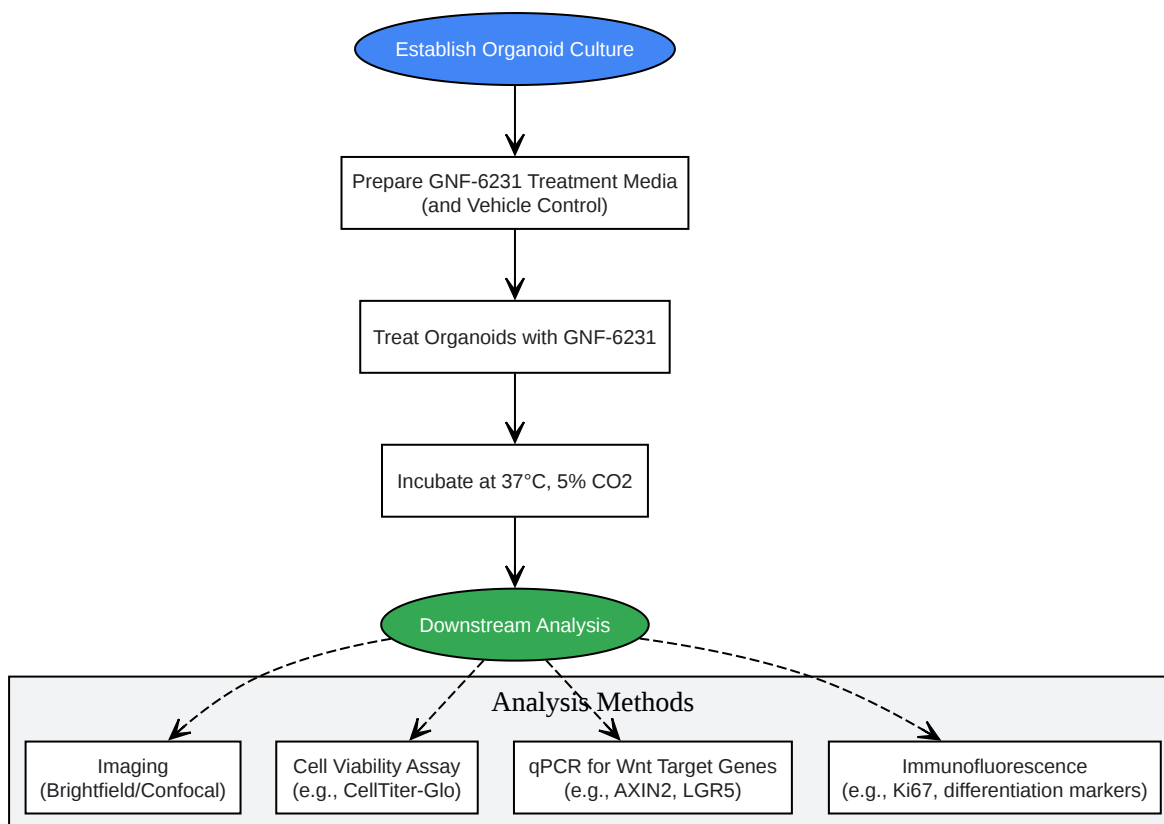 Establish Organoid Culture
Prepare GNF-6231 Treatment Media
(and Vehicle Control)
Treat Organoids with GNF-6231
Incubate at 37°C, 5% CO2
Downstream Analysis
Analysis Methods
Imaging
(Brightfield/Confocal)
Cell Viability Assay
(e.g., CellTiter-Glo)
qPCR for Wnt Target Genes
(e.g., AXIN2, LGR5)
Immunofluorescence
(e.g., Ki67, differentiation markers)